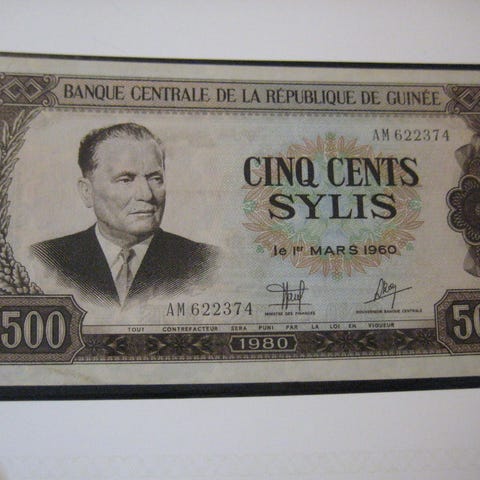 BANQUE CENTRALE DE LA RÉPUBLIQUE DE GUINÉE
AM 622374
CINQ CENTS
SYLIS
le 1er MARS 1960
AM 622374
MINISTRE DES FINANCES
GOUVERNEUR BANQUE CENTRALE
500
50
TOUT CONTREFACTEUR SERA PUNI PAR LA LOI EN VIGUEUR
1980